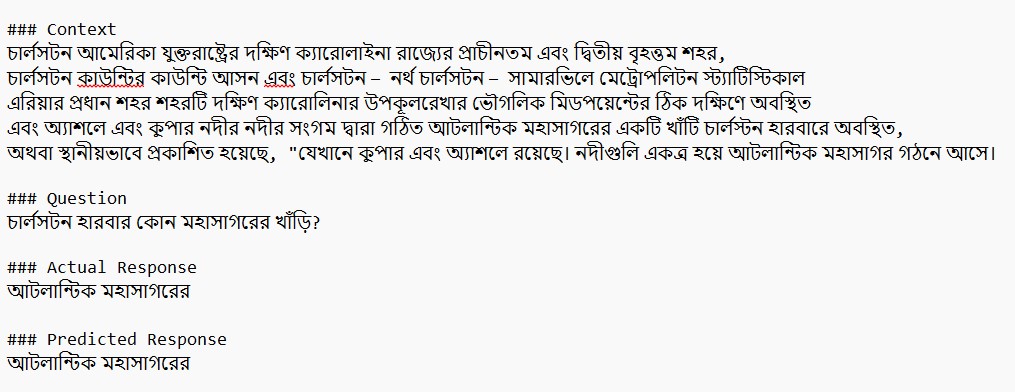 ### Context
চার্লসটন আমেরিকা যুক্তরাষ্ট্রের দক্ষিণ ক্যারোলাইনা রাজ্যের প্রাচীনতম এবং দ্বিতীয় বৃহত্তম শহর,
চার্লসটন কাউন্টির কাউন্টি আসন এবং চার্লসটন – নর্থ চার্লসটন – সামারভিলে মেট্রোপলিটন স্ট্যাটিস্টিকাল
এরিয়ার প্রধান শহর শহরটি দক্ষিণ ক্যারোলিনার উপকূলরেখার ভৌগলিক মিডপয়েন্টের ঠিক দক্ষিণে অবস্থিত
এবং অ্যাশলে এবং কুপার নদীর নদীর সংগম দ্বারা গঠিত আটলান্টিক মহাসাগরের একটি খাঁটি চার্লস্টন হারবারে অবস্থিত,
অথবা স্থানীয়ভাবে প্রকাশিত হয়েছে, "যেখানে কুপার এবং অ্যাশলে রয়েছে। নদীগুলি একত্র হয়ে আটলান্টিক মহাসাগর গঠনে আসে।
### Question
চার্লসটন হারবার কোন মহাসাগরের খাঁড়ি?
### Actual Response
আটলান্টিক মহাসাগরের
### Predicted Response
আটলান্টিক মহাসাগরের